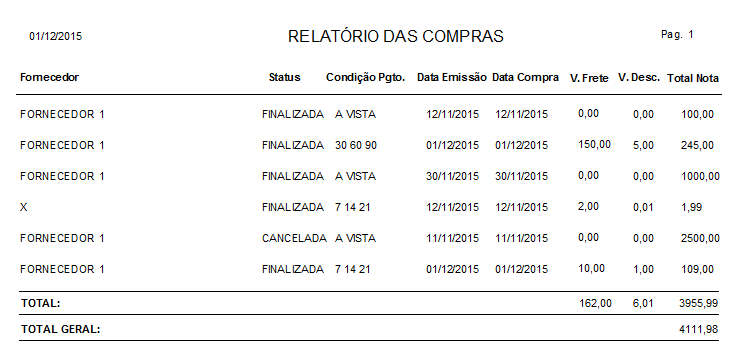 01/12/2015 RELATÓRIO DAS COMPRAS Pag. 1
Fornecedor Status Condição Pgto. Data Emissão Data Compra V. Frete V. Desc. Total Nota
FORNECEDOR 1 FINALIZADA A VISTA 12/11/2015 12/11/2015 0,00 0,00 100,00
FORNECEDOR 1 FINALIZADA 30 60 90 01/12/2015 01/12/2015 150,00 5,00 245,00
FORNECEDOR 1 FINALIZADA A VISTA 30/11/2015 30/11/2015 0,00 0,00 1000,00
X FINALIZADA 7 14 21 12/11/2015 12/11/2015 2,00 0,01 1,99
FORNECEDOR 1 CANCELADA A VISTA 11/11/2015 11/11/2015 0,00 0,00 2500,00
FORNECEDOR 1 FINALIZADA 7 14 21 01/12/2015 01/12/2015 10,00 1,00 109,00
TOTAL: 162,00 6,01 3955,99
TOTAL GERAL: 4111,98